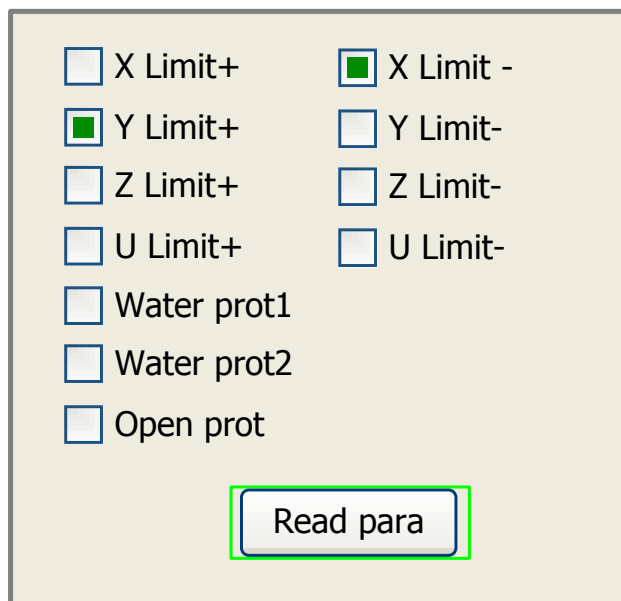 X Limit+ X Limit -
Y Limit+ Y Limit-
Z Limit+ Z Limit-
U Limit+ U Limit-
Water prot1
Water prot2
Open prot
Read para